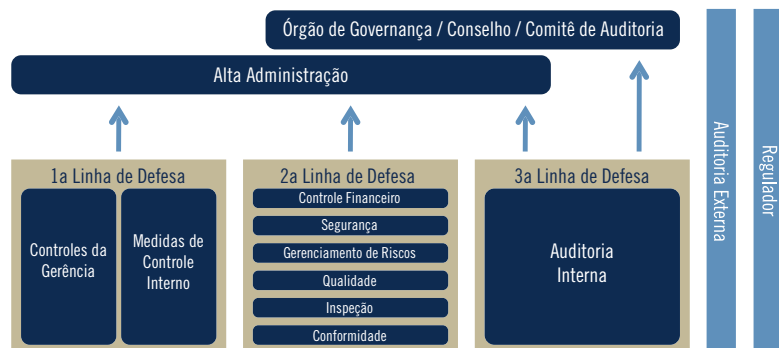 Órgão de Governança / Conselho / Comitê de Auditoria
Alta Administração
1a Linha de Defesa
Controles da
Gerência
Medidas de
Controle
Interno
2a Linha de Defesa
Controle Financeiro
Segurança
Gerenciamento de Riscos
Qualidade
Inspeção
Conformidade
3a Linha de Defesa
Auditoria
Interna
Auditoria Externa
Regulador